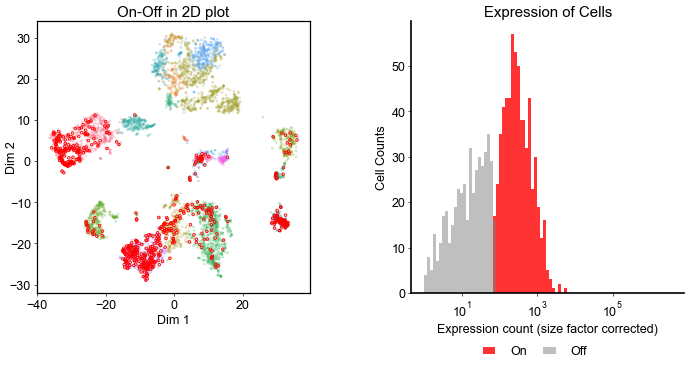 On-Off in 2D plot
Dim 2
30
20
10
0
−10
−20
−30
−40
−20
0
20
Dim 1
Expression of Cells
Cell Counts
50
40
30
20
10
0
10^1
10^3
10^5
Expression count (size factor corrected)
On
Off